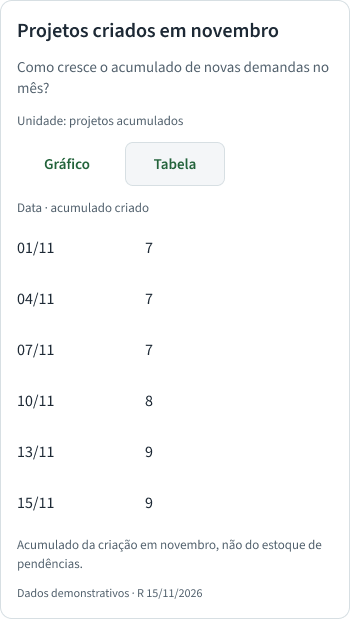 Projetos criados em novembro
Como cresce o acumulado de novas demandas no
mês?
Unidade: projetos acumulados
Gráfico Tabela
Data · acumulado criado
01/11 7
04/11 7
07/11 7
10/11 8
13/11 9
15/11 9
Acumulado da criação em novembro, não do estoque de
pendências.
Dados demonstrativos · R 15/11/2026